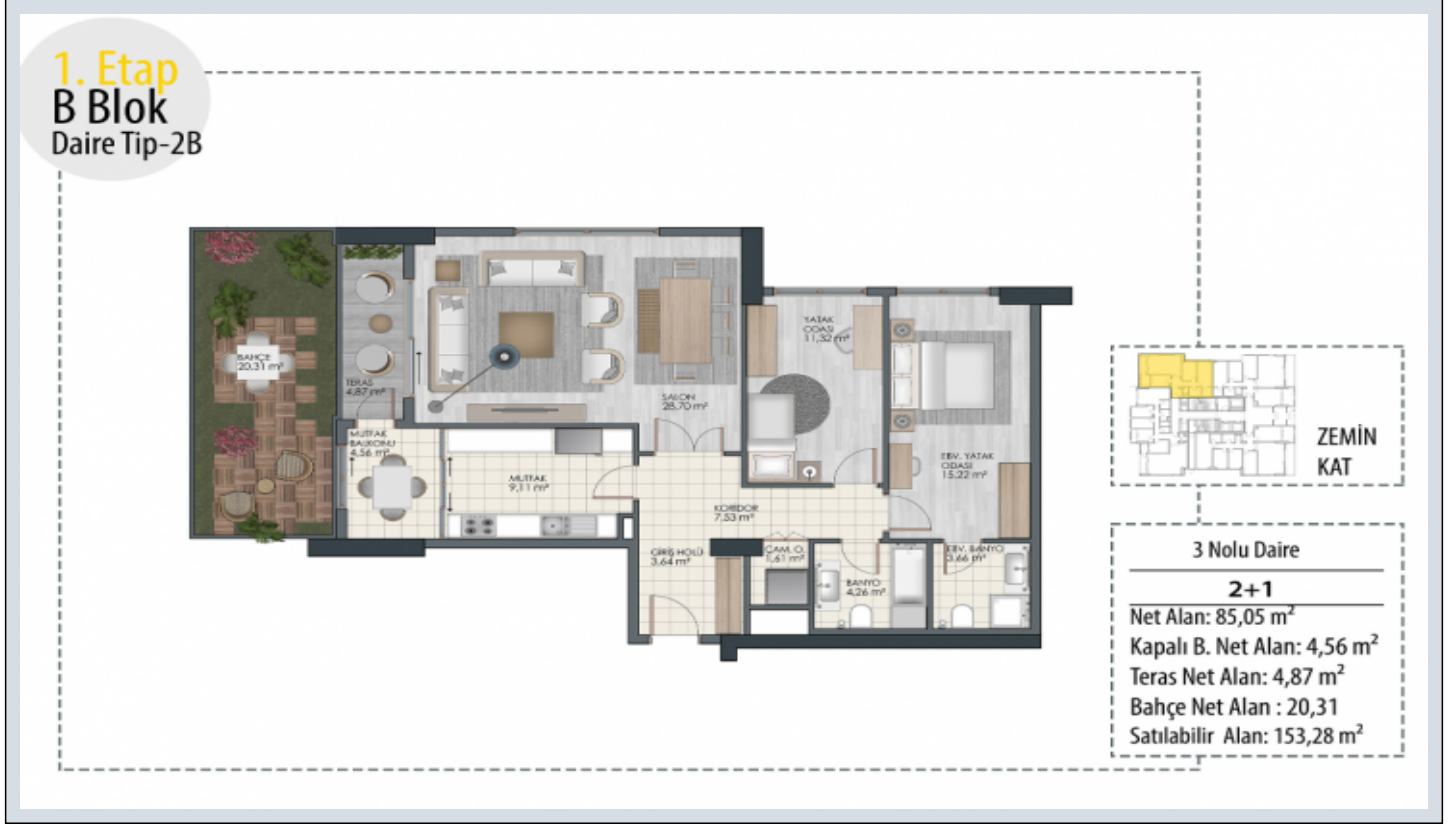 1. Etap
B Blok
Daire Tip-2B
BAHÇE
20.31 m²
TERAS
4,87 m²
MUTFAK
BALKONU
4,56 m²
MUTFAK
9,11 m²
SALON
28,70 m²
YATAK
ODASI
11,32 m²
EBV. YATAK
ODASI
15,22 m²
KORİDOR
7,53 m²
GİRİŞ HOLÜ
3,64 m²
ÇAM. O.
1,61 m²
BANYO
4,26 m²
EBV. BANYO
3,66 m²
ZEMİN
KAT
3 Nolu Daire
2+1
Net Alan: 85,05 m²
Kapalı B. Net Alan: 4,56 m²
Teras Net Alan: 4,87 m²
Bahçe Net Alan : 20,31
Satılabilir Alan: 153,28 m²